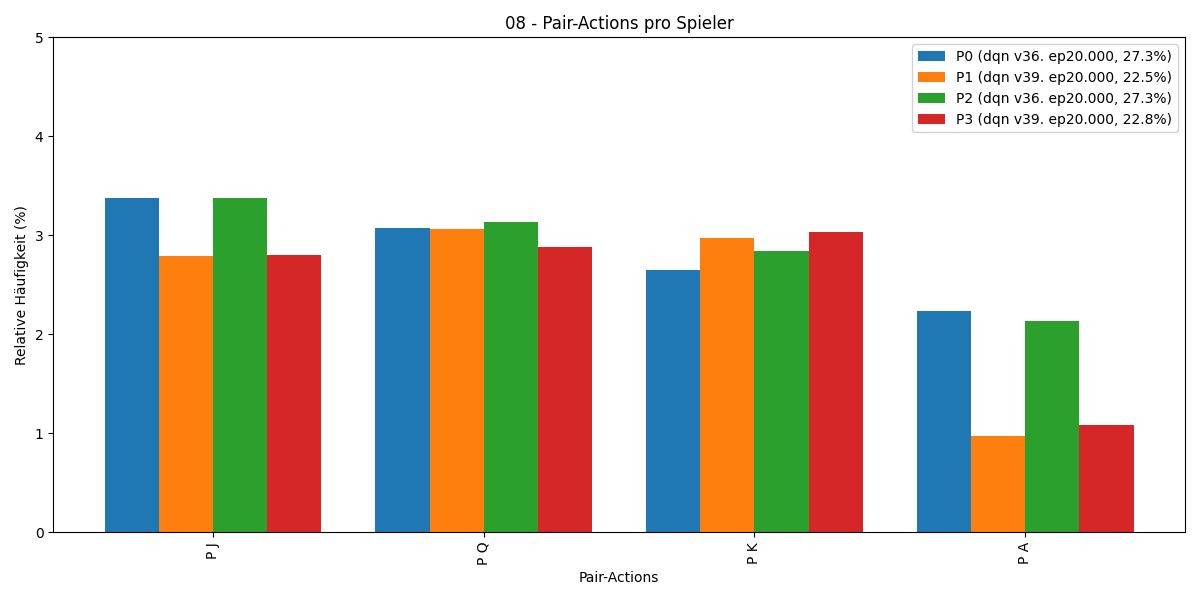 08 - Pair-Actions pro Spieler
P0 (dqn v36. ep20.000, 27.3%)
P1 (dqn v39. ep20.000, 22.5%)
P2 (dqn v36. ep20.000, 27.3%)
P3 (dqn v39. ep20.000, 22.8%)
Relative Häufigkeit (%)
5
4
3
2
1
0
P J
P Q
P K
P A
Pair-Actions